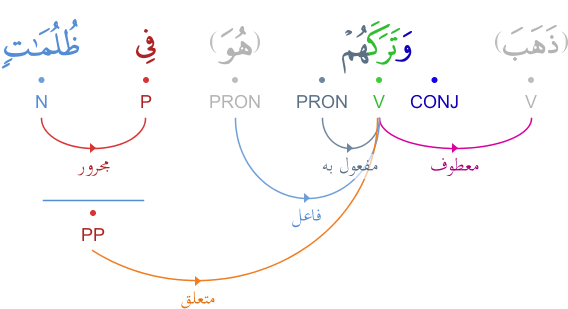 (ذَهَبَ) وَتَرَكَهُمْ (هُوَ) فِى ظُلُمَـٰتٍ
V CONJ V PRON PRON P N
معطوف مفعول به مجرور
فاعل
PP
متعلق